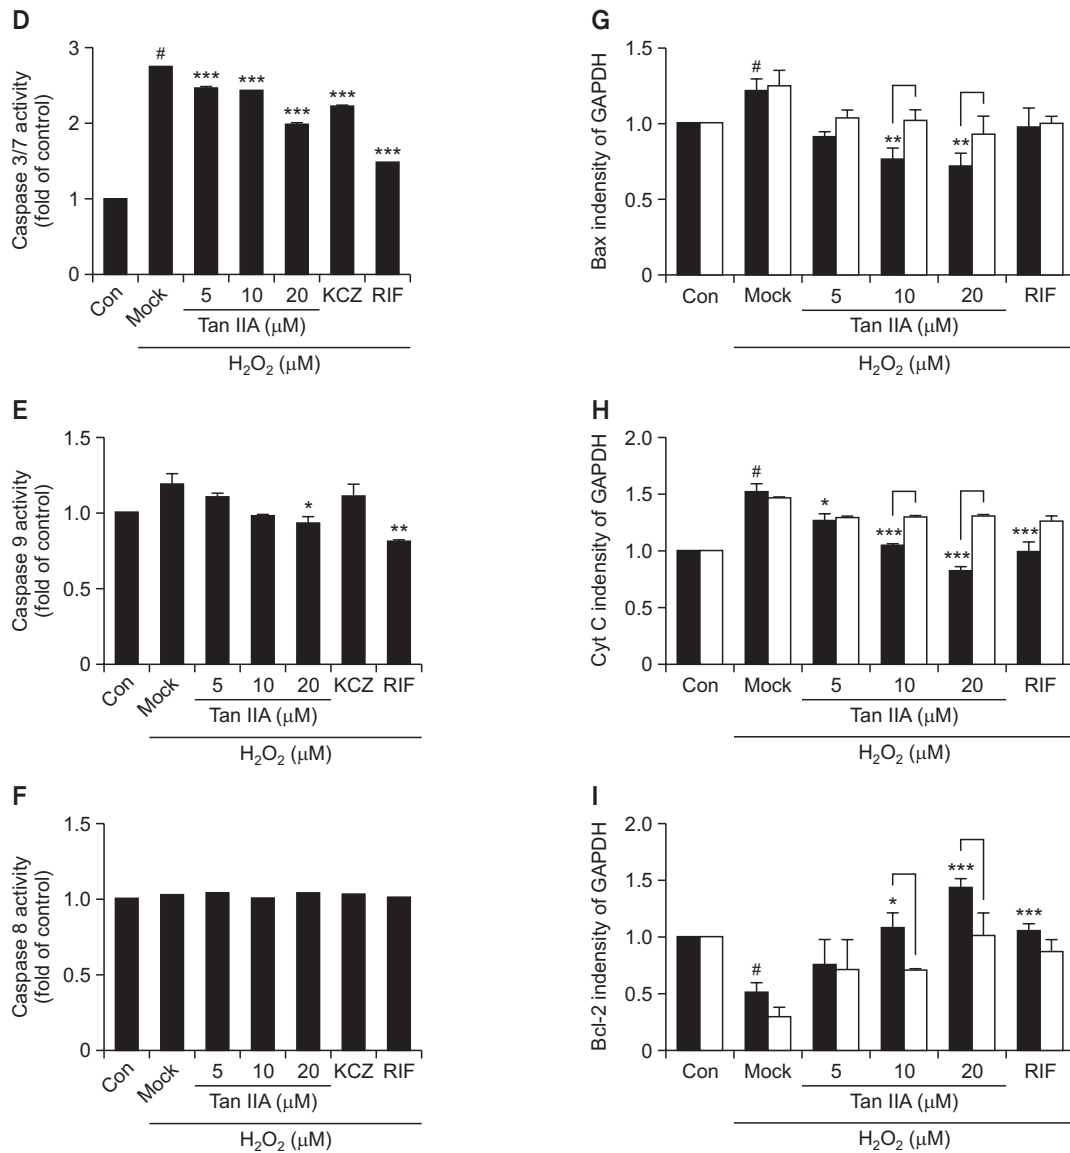 D
Caspase 3/7 activity
(fold of control)
3
2
1
0
#
***
***
***
***
***
Con
Mock
5
10
20
KCZ
RIF
Tan IIA (μM)
H₂O₂ (μM)
E
Caspase 9 activity
(fold of control)
1.5
1.0
0.5
0
*
**
Con
Mock
5
10
20
KCZ
RIF
Tan IIA (μM)
H₂O₂ (μM)
F
Caspase 8 activity
(fold of control)
1.5
1.0
0.5
0
Con
Mock
5
10
20
KCZ
RIF
Tan IIA (μM)
H₂O₂ (μM)
G
Bax indensity of GAPDH
1.5
1.0
0.5
0
#
**
**
Con
Mock
5
10
20
RIF
Tan IIA (μM)
H₂O₂ (μM)
H
Cyt C indensity of GAPDH
2.0
1.5
1.0
0.5
0
#
*
***
***
***
Con
Mock
5
10
20
RIF
Tan IIA (μM)
H₂O₂ (μM)
I
Bcl-2 indensity of GAPDH
2.0
1.5
1.0
0.5
0
#
*
***
***
Con
Mock
5
10
20
RIF
Tan IIA (μM)
H₂O₂ (μM)